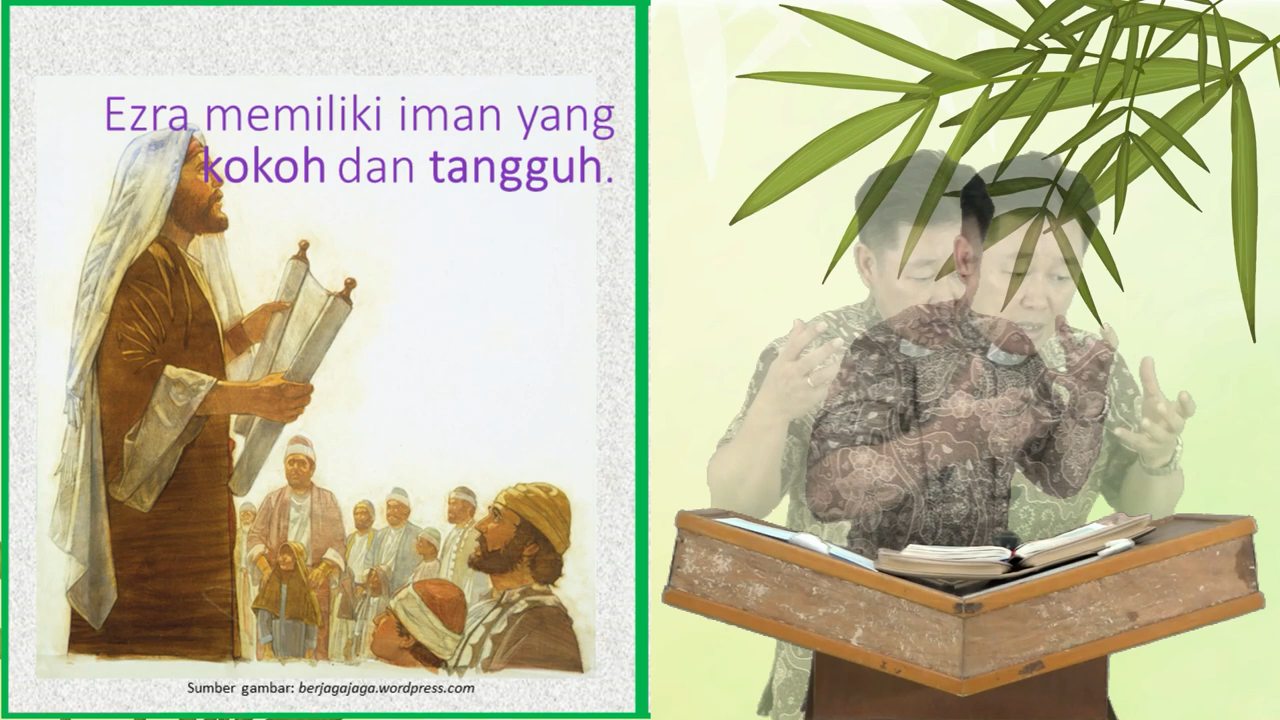 Ezra memiliki iman yang
kokoh dan tangguh.
Sumber gambar: berjagajaga.wordpress.com